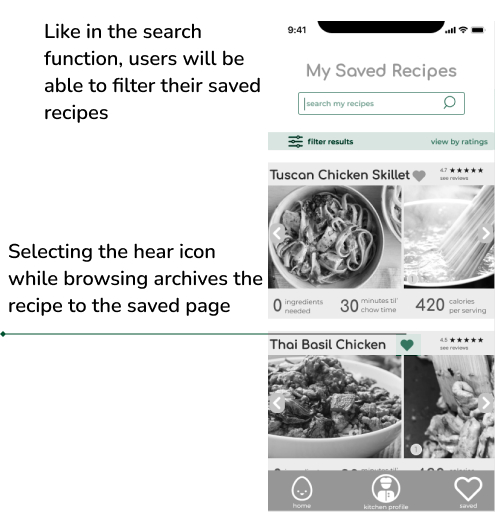 Like in the search
function, users will be
able to filter their saved
recipes
Selecting the hear icon
while browsing archives the
recipe to the saved page
9:41
My Saved Recipes
search my recipes
filter results
view by ratings
Tuscan Chicken Skillet
4.7 ★★★★★
see reviews
0 ingredients
needed
30 minutes til'
chow time
420 calories
per serving
Thai Basil Chicken
4.5 ★★★★★
see reviews
minutes til'
calories
home
kitchen profile
saved